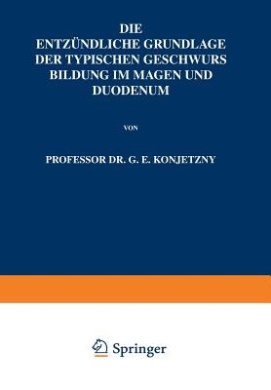 DIE
ENTZÜNDLICHE GRUNDLAGE
DER TYPISCHEN GESCHWURS
BILDUNG IM MAGEN UND
DUODENUM
VON
PROFESSOR DR. G. E. KONJETZNY
Springer